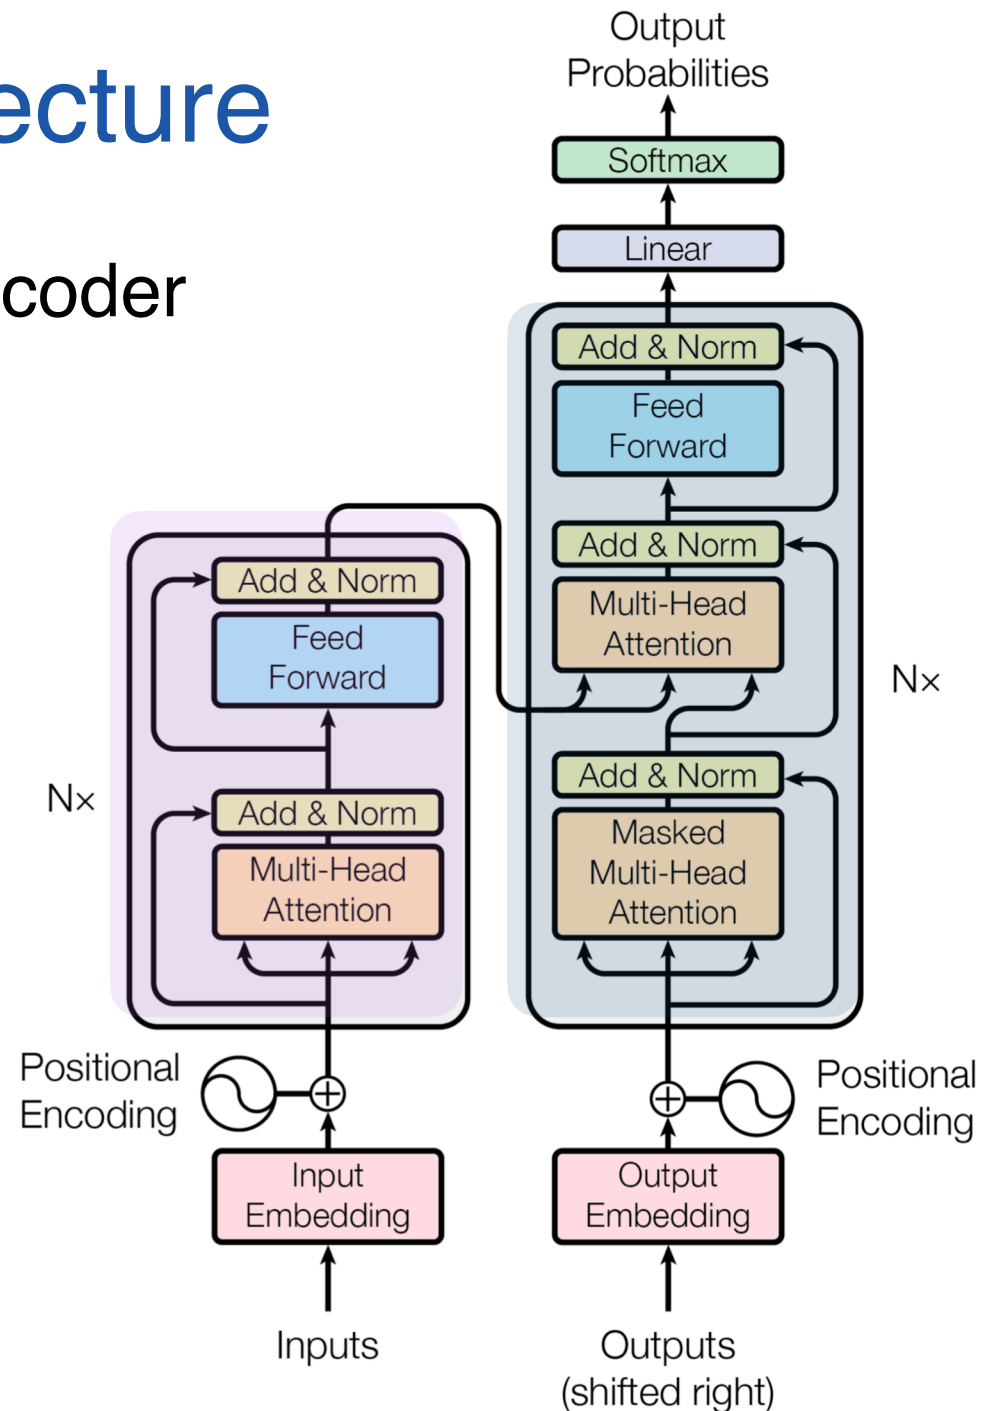 ecture
coder
Output
Probabilities
Softmax
Linear
Add & Norm
Feed
Forward
Add & Norm
Multi-Head
Attention
Nx
Add & Norm
Masked
Multi-Head
Attention
Add & Norm
Feed
Forward
Nx
Add & Norm
Multi-Head
Attention
Positional
Encoding
Positional
Encoding
Input
Embedding
Output
Embedding
Inputs
Outputs
(shifted right)